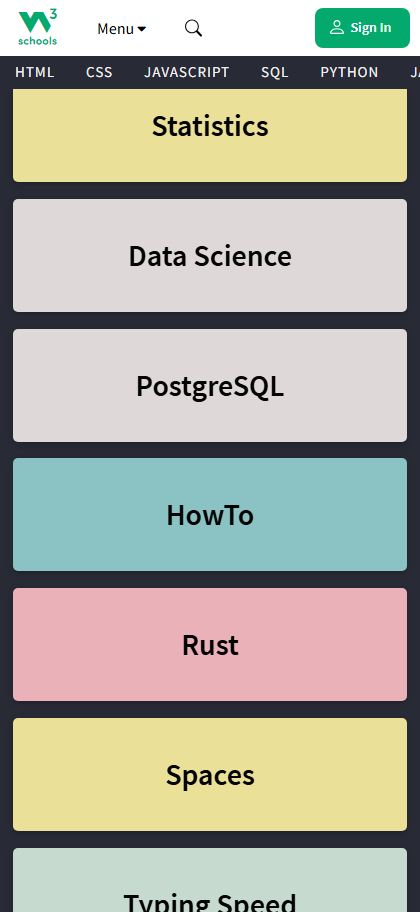 W3
schools
Menu
Sign In
HTML CSS JAVASCRIPT SQL PYTHON
Statistics
Data Science
PostgreSQL
HowTo
Rust
Spaces
Typing Speed